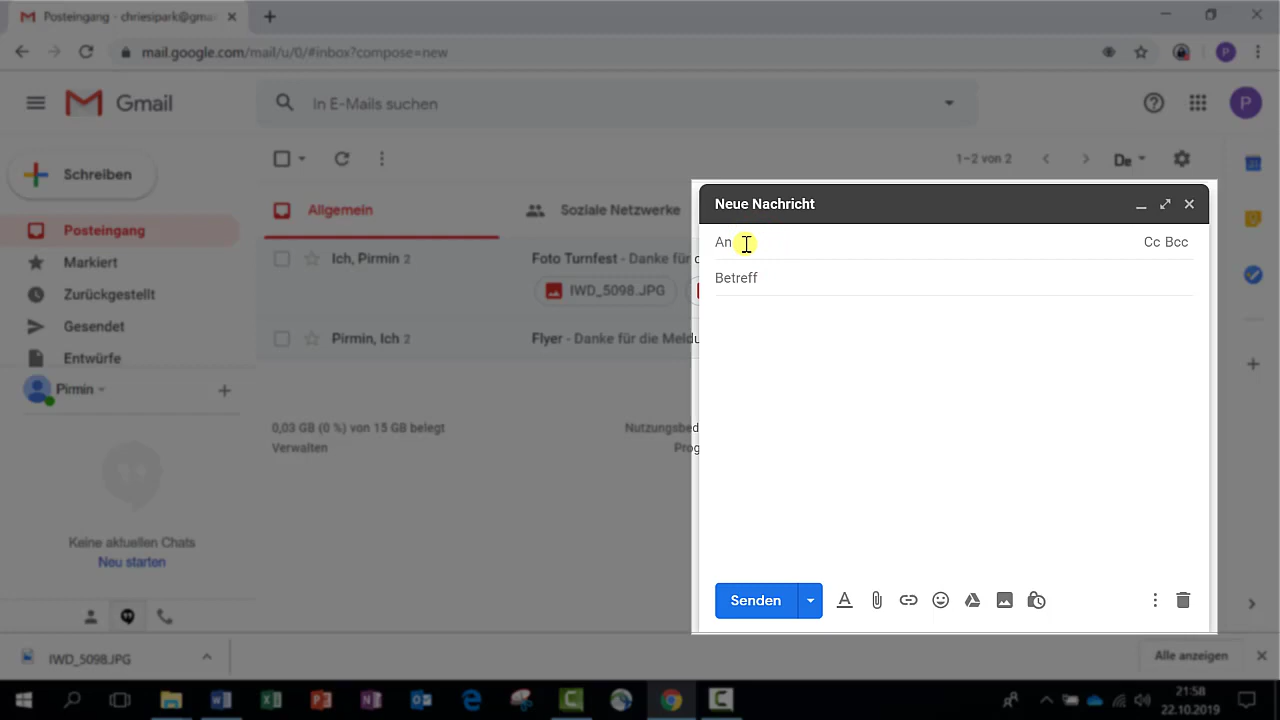 Posteingang - chriesipark@gmai
mail.google.com/mail/u/0/#inbox?compose=new
Gmail
In E-Mails suchen
P
Schreiben
1–2 von 2
De
Allgemein
Soziale Netzwerke
Neue Nachricht
Posteingang
Ich, Pirmin 2
Foto Turnfest - Danke für
An
Cc Bcc
Markiert
IWD_5098.JPG
Betreff
Zurückgestellt
Gesendet
Pirmin, Ich 2
Flyer - Danke für die Meldu
Entwürfe
Pirmin
0,03 GB (0 %) von 15 GB belegt
Verwalten
Nutzungsbed
Prog
Keine aktuellen Chats
Neu starten
Senden
IWD_5098.JPG
Alle anzeigen
21:58
22.10.2019